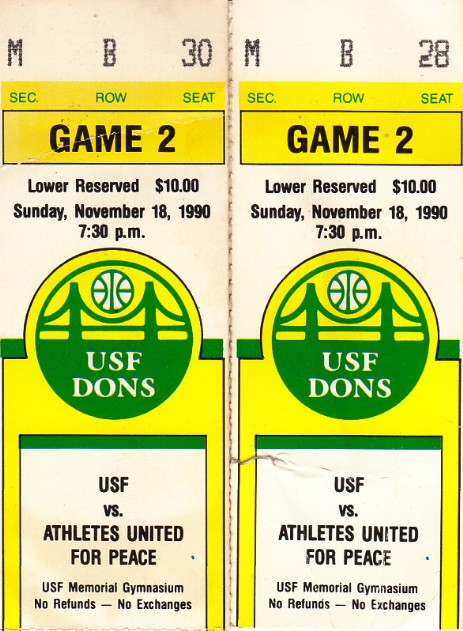 M B 30
SEC. ROW SEAT
GAME 2
Lower Reserved $10.00
Sunday, November 18, 1990
7:30 p.m.
USF
DONS
USF
vs.
ATHLETES UNITED
FOR PEACE
USF Memorial Gymnasium
No Refunds — No Exchanges
M B 28
SEC. ROW SEAT
GAME 2
Lower Reserved $10.00
Sunday, November 18, 1990
7:30 p.m.
USF
DONS
USF
vs.
ATHLETES UNITED
FOR PEACE
USF Memorial Gymnasium
No Refunds — No Exchanges